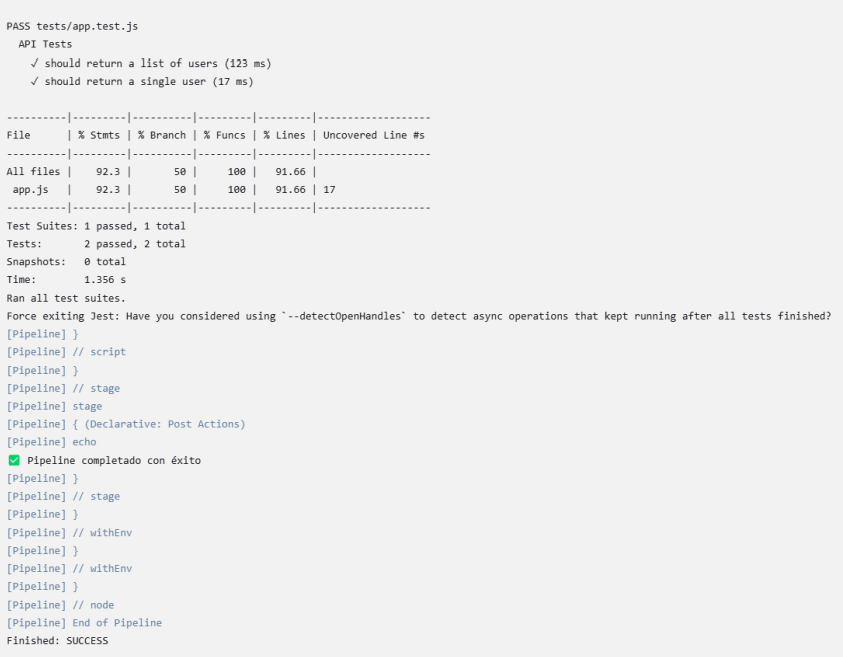 PASS tests/app.test.js
  API Tests
    √ should return a list of users (123 ms)
    √ should return a single user (17 ms)

----------|---------|----------|---------|---------|-------------------
File      | % Stmts | % Branch | % Funcs | % Lines | Uncovered Line #s
----------|---------|----------|---------|---------|-------------------
All files |    92.3 |       50 |     100 |   91.66 |
 app.js   |    92.3 |       50 |     100 |   91.66 | 17
----------|---------|----------|---------|---------|-------------------
Test Suites: 1 passed, 1 total
Tests:       2 passed, 2 total
Snapshots:   0 total
Time:        1.356 s
Ran all test suites.
Force exiting Jest: Have you considered using `--detectOpenHandles` to detect async operations that kept running after all tests finished?
[Pipeline] }
[Pipeline] // script
[Pipeline] }
[Pipeline] // stage
[Pipeline] stage
[Pipeline] { (Declarative: Post Actions)
[Pipeline] echo
✅ Pipeline completado con éxito
[Pipeline] }
[Pipeline] // stage
[Pipeline] }
[Pipeline] // withEnv
[Pipeline] }
[Pipeline] // withEnv
[Pipeline] }
[Pipeline] // node
[Pipeline] End of Pipeline
Finished: SUCCESS